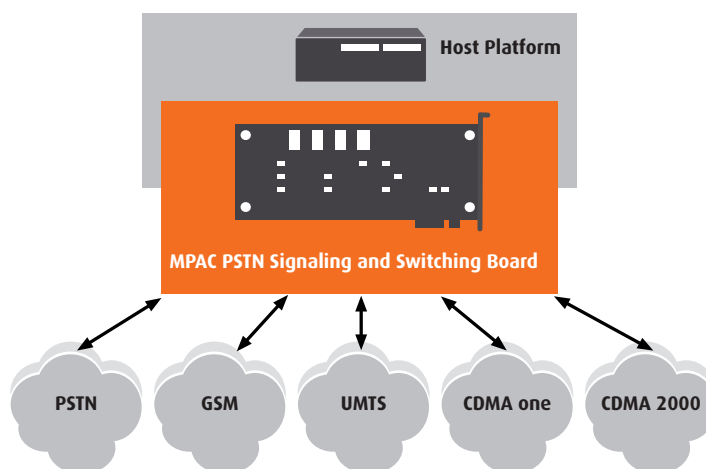 Host Platform
MPAC PSTN Signaling and Switching Board
PSTN
GSM
UMTS
CDMA one
CDMA 2000